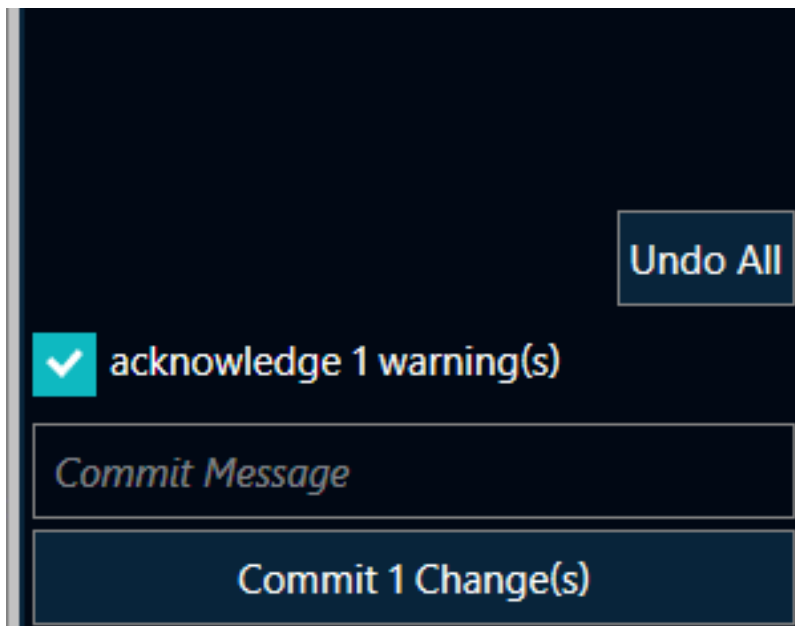 Undo All
acknowledge 1 warning(s)
Commit Message
Commit 1 Change(s)